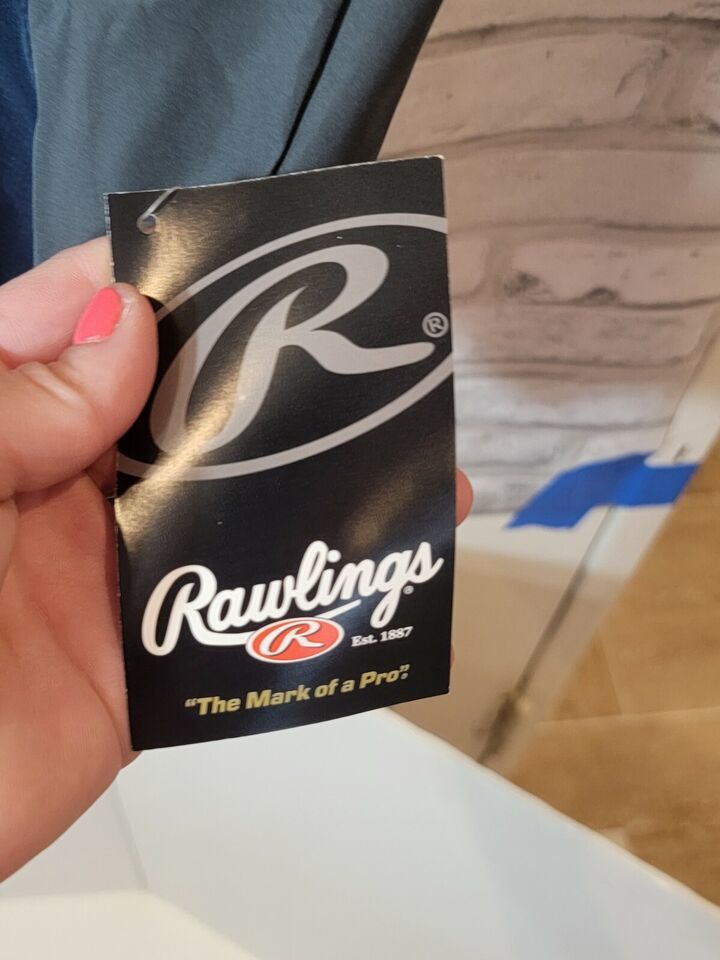 R®
Rawlings®
R Est. 1887
"The Mark of a Pro"®